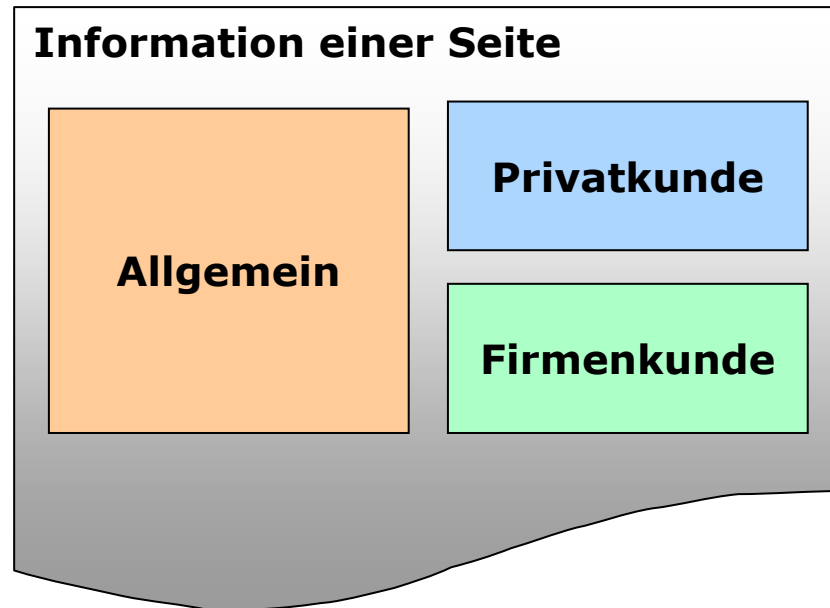 Information einer Seite
Allgemein
Privatkunde
Firmenkunde